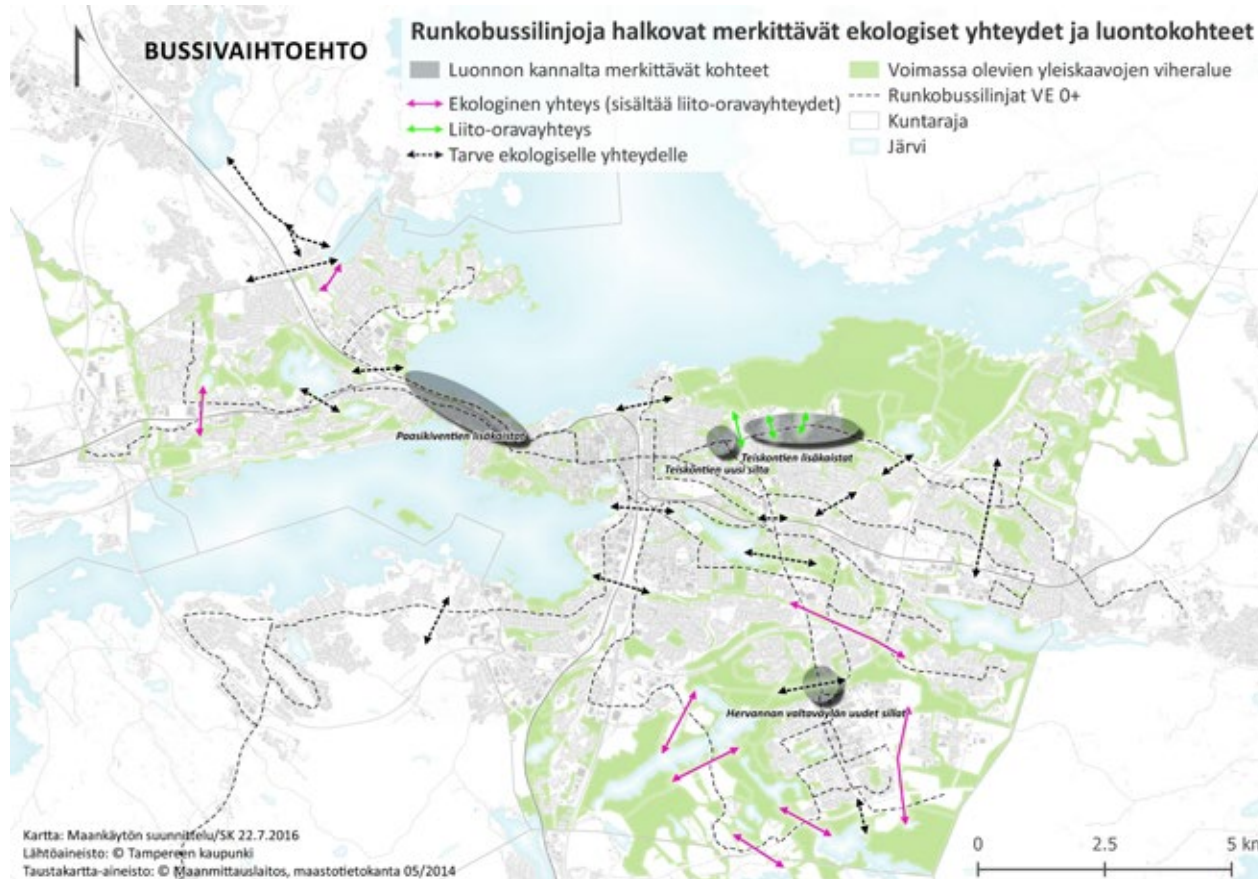 BUSSIVAIHTOEHTO
Runkobussilinjoja halkovat merkittävät ekologiset yhteydet ja luontokohteet
Luonnon kannalta merkittävät kohteet
Ekologinen yhteys (sisältää liito-oravayhteydet)
Liito-oravayhteys
Tarve ekologiselle yhteydelle
Voimassa olevien yleiskaavojen viheralue
Runkobussilinjat VE 0+
Kuntaraja
Järvi
Paasikiventien lisäkaistat
Teiskontien uusi silta
Teiskontien lisäkaistat
Hervannan valtaväylän uudet sillat
Kartta: Maankäytön suunnittelu/SK 22.7.2016
Lähtöaineisto: © Tampereen kaupunki
Taustakartta-aineisto: © Maanmittauslaitos, maastotietokanta 05/2014
0 2.5 5 km